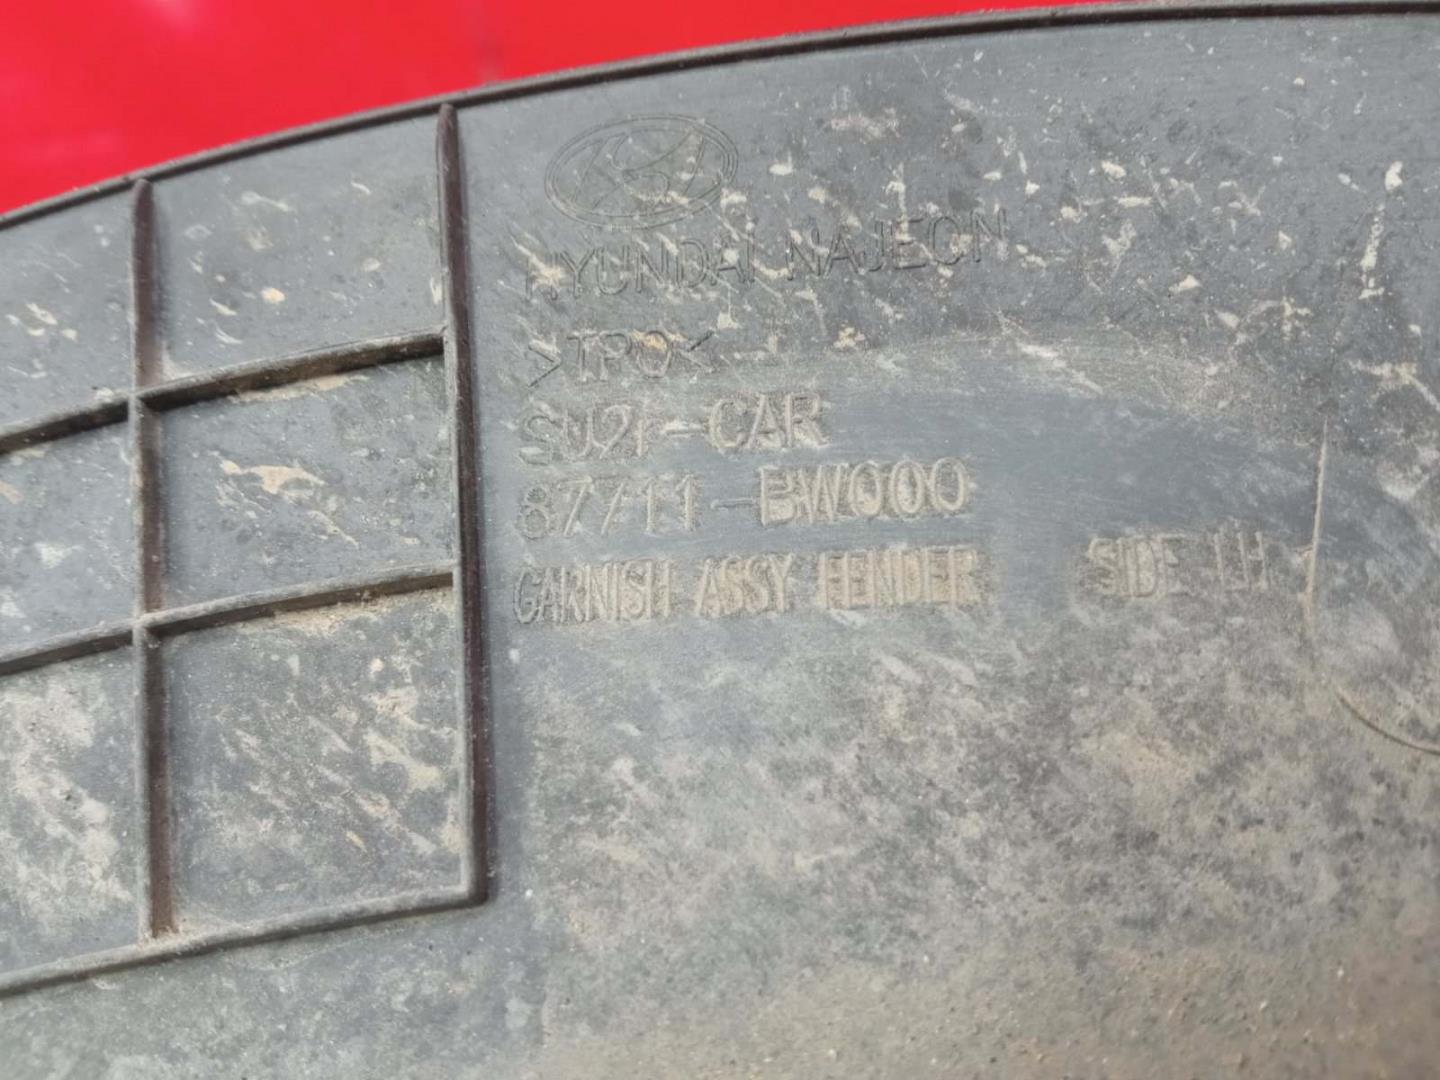 HYUNDAI NAJEON
>TPO<
SU2I-CAR
87711-BW000
GARNISH ASSY FENDER SIDE LH